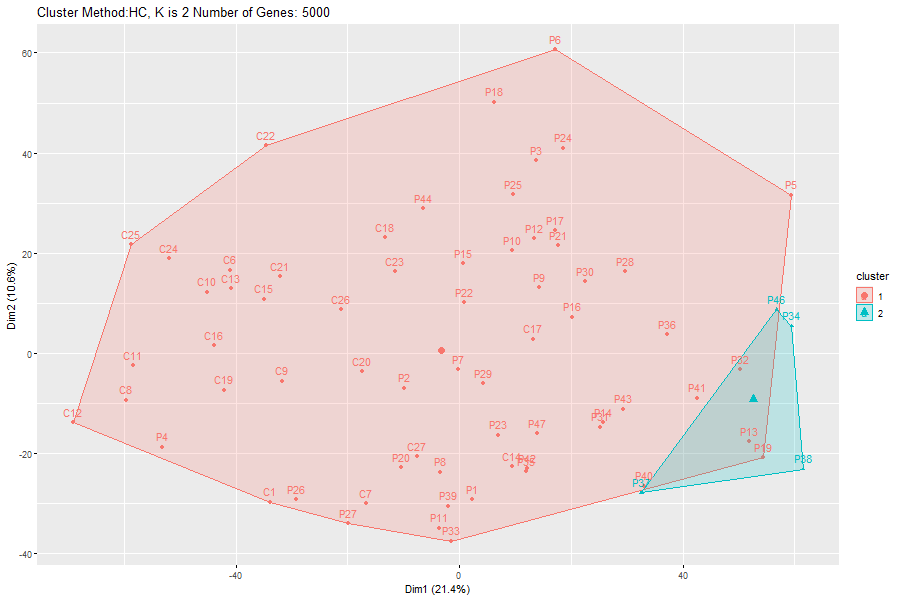 Cluster Method:HC, K is 2 Number of Genes: 5000
P6
60
P18
C22
P24
40
P3
P5
P25
P44
P17
C18
P12
P21
C25
P10
C24
20
C6
C23
P15
P28
C21
C13
P30
C10
P9
C15
P22
P46
C26
P16
P34
P36
C17
C16
0
C11
P32
C20
P7
C9
P29
C19
P2
C8
P41
C12
P43
P14
P31
P4
P23
P47
P13
-20
C27
P19
P20
P8
C14
P38
P40
P37
C1
P26
C7
P39
P1
P27
P11
P33
-40
-40
0
40
Dim1 (21.4%)
Dim2 (10.6%)
cluster
1
2